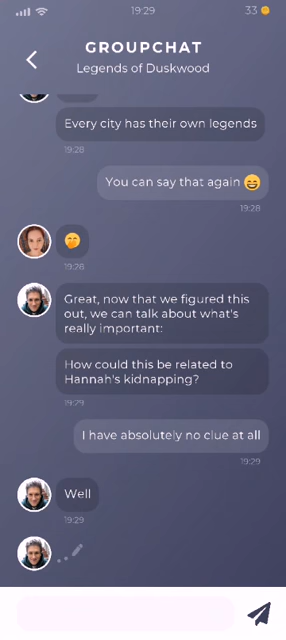 19:29
33
GROUPCHAT
Legends of Duskwood
Every city has their own legends
19:28
You can say that again 😄
19:28
🤭
19:28
Great, now that we figured this
out, we can talk about what's
really important:
How could this be related to
Hannah's kidnapping?
19:29
I have absolutely no clue at all
19:29
Well
19:29